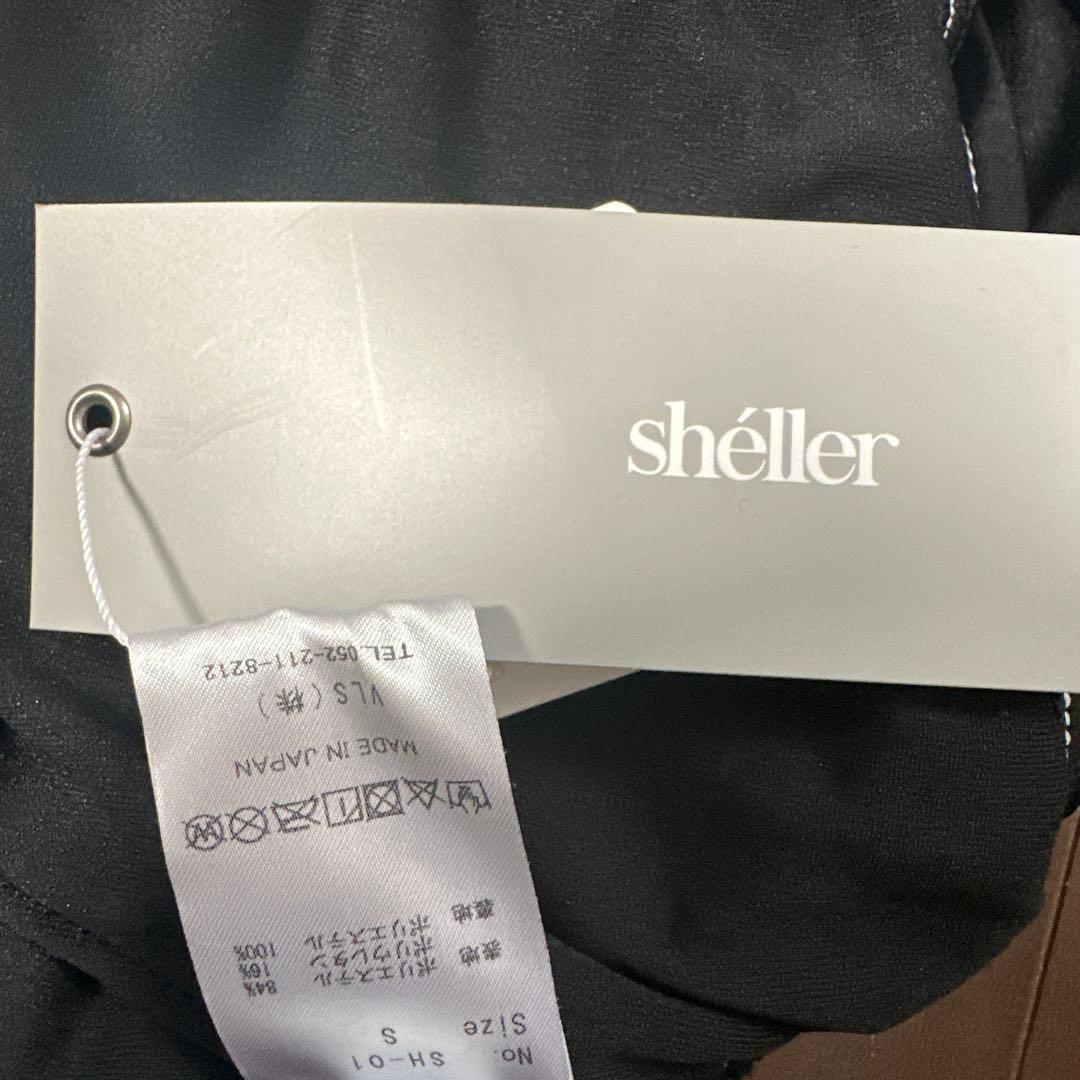 shéller
No. SH-01
Size S
表地 ポリエステル 84%
ポリウレタン 16%
裏地 ポリエステル 100%
MADE IN JAPAN
VLS(株)
TEL.052-211-8212